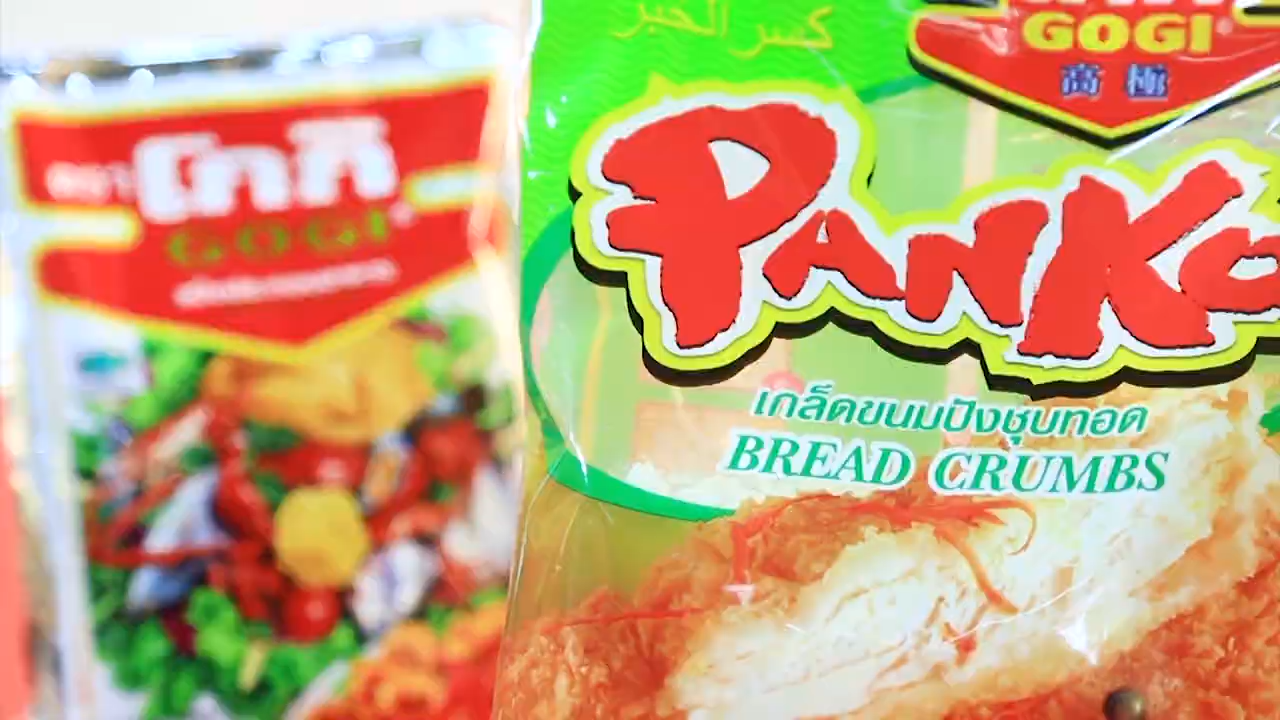 ตรา โกกิ
GOGI
كسر الخبز
GOGI
高極
PANKO
เกล็ดขนมปังชุบทอด
BREAD CRUMBS